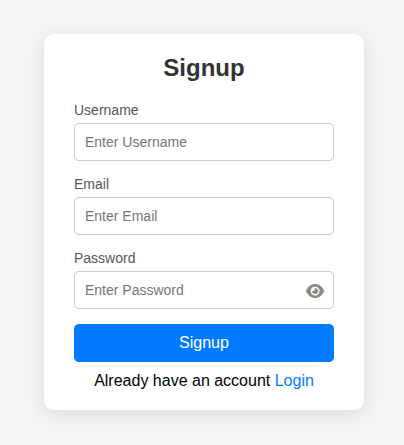 Signup
Username
Enter Username
Email
Enter Email
Password
Enter Password
Signup
Already have an account Login